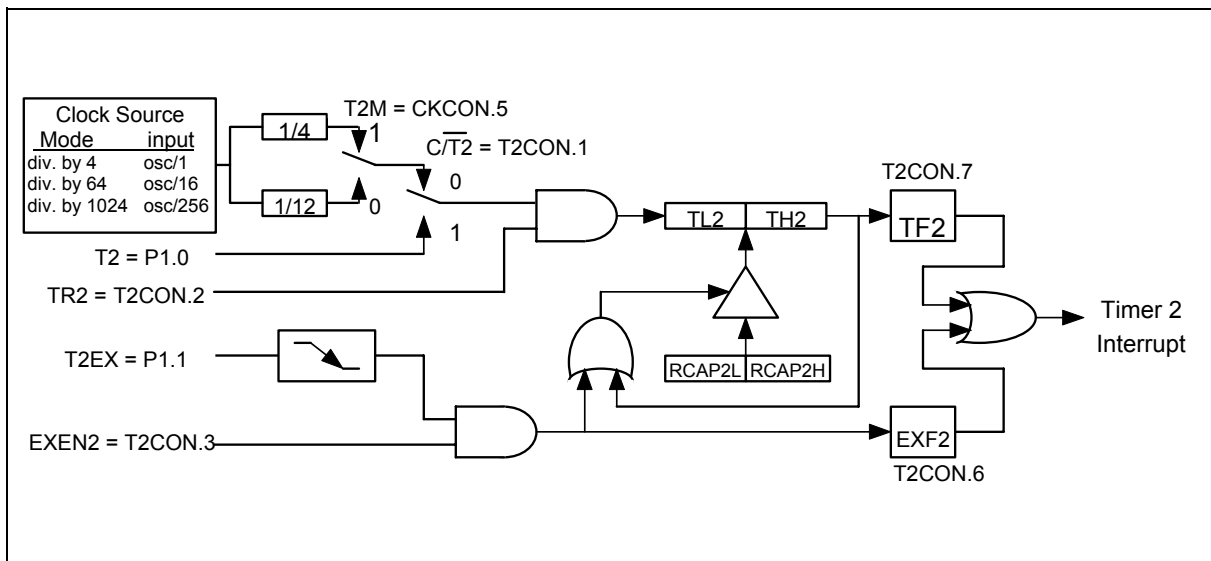 Clock Source
Mode input
div. by 4 osc/1
div. by 64 osc/16
div. by 1024 osc/256
1/4
1/12
T2M = CKCON.5
1
0
C/T2 = T2CON.1
0
1
T2 = P1.0
TR2 = T2CON.2
T2EX = P1.1
EXEN2 = T2CON.3
TL2 TH2
RCAP2L RCAP2H
T2CON.7
TF2
EXF2
T2CON.6
Timer 2
Interrupt